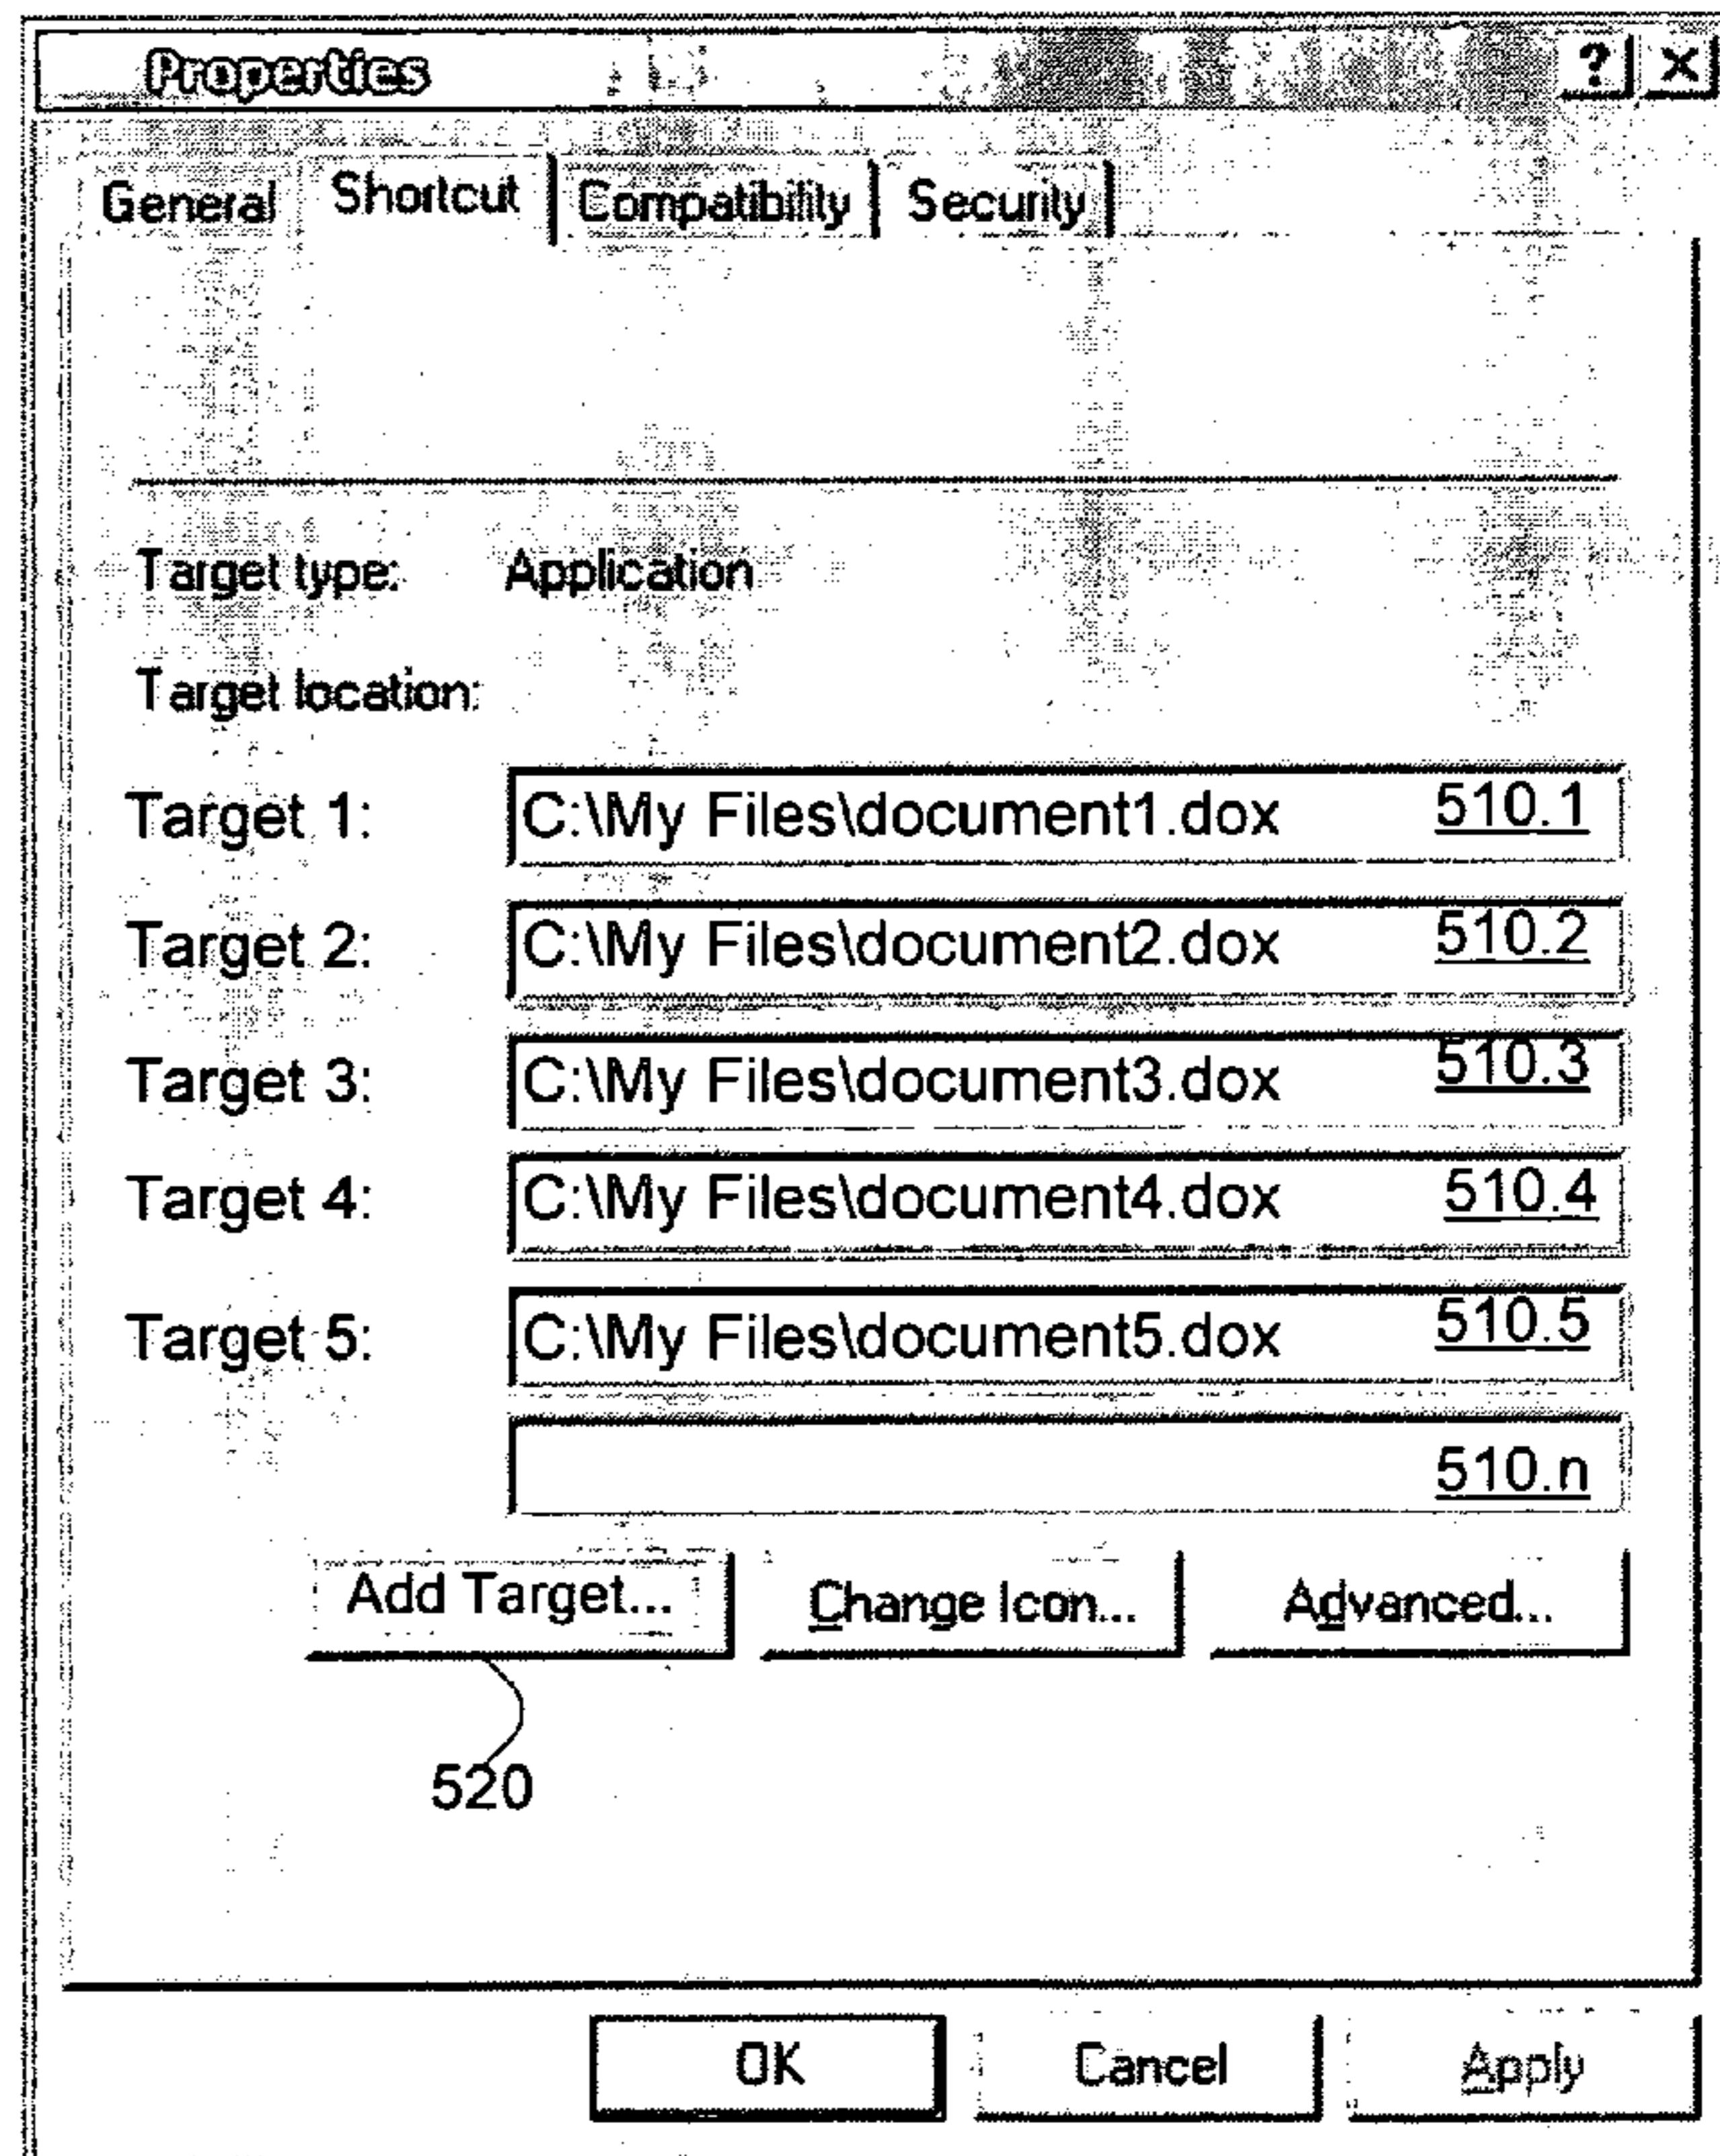 Properties ? X
General Shortcut Compatibility Security
Target type: Application
Target location:
Target 1: C:\My Files\document1.dox 510.1
Target 2: C:\My Files\document2.dox 510.2
Target 3: C:\My Files\document3.dox 510.3
Target 4: C:\My Files\document4.dox 510.4
Target 5: C:\My Files\document5.dox 510.5
510.n
Add Target... Change Icon... Advanced...
520
OK Cancel Apply